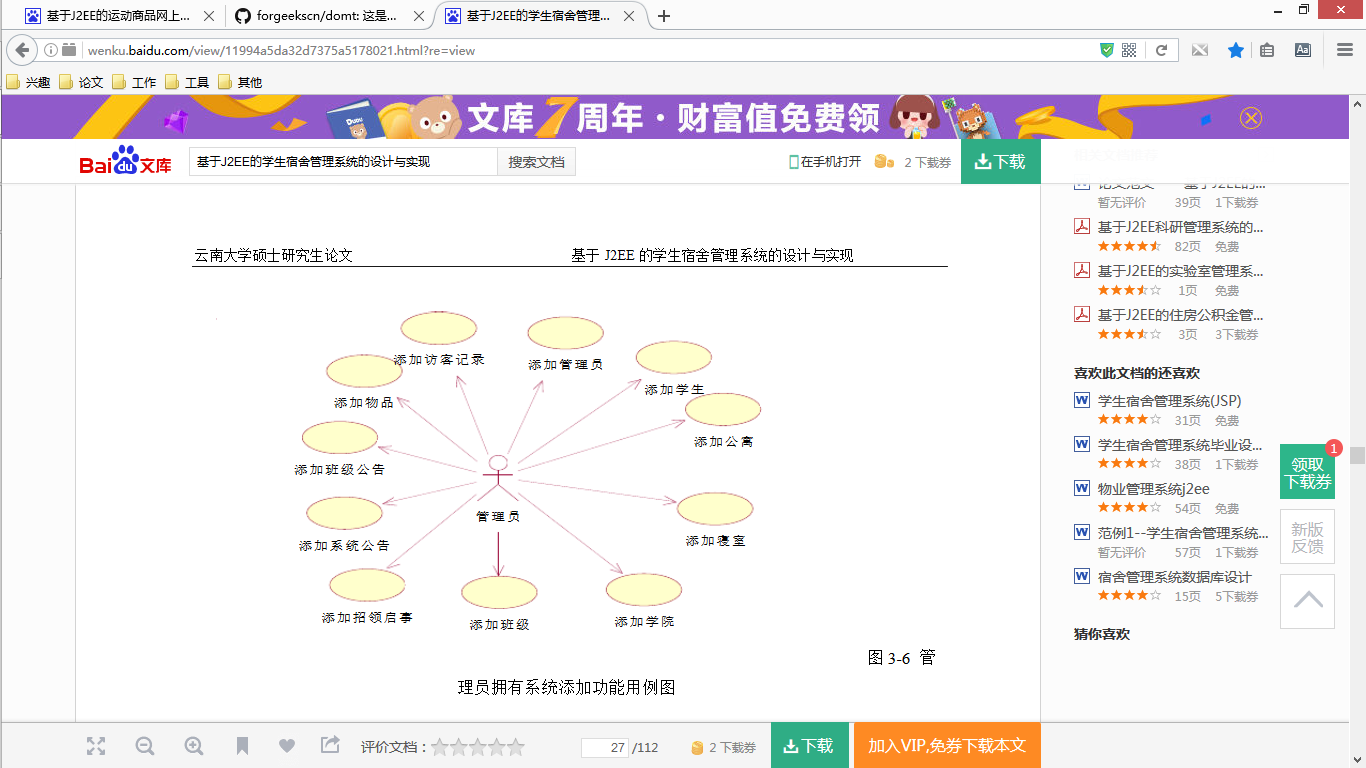 基于J2EE的运动商品网上...
forgeekscn/domt: 这是...
基于J2EE的学生宿舍管理...
wenku.baidu.com/view/11994a5da32d7375a5178021.html?re=view
兴趣 论文 工作 工具 其他
文库7周年·财富值免费领
Bai du 文库
基于J2EE的学生宿舍管理系统的设计与实现
搜索文档
在手机打开
2 下载券
下载
暂无评价 39页 1下载券
基于J2EE科研管理系统的...
82页 免费
基于J2EE的实验室管理系...
1页 免费
基于J2EE的住房公积金管...
3页 3下载券
喜欢此文档的还喜欢
学生宿舍管理系统(JSP)
31页 免费
学生宿舍管理系统毕业设...
38页 1下载券
物业管理系统j2ee
54页 免费
范例1--学生宿舍管理系统...
暂无评价 57页 1下载券
宿舍管理系统数据库设计
15页 5下载券
猜你喜欢
云南大学硕士研究生论文 基于 J2EE 的学生宿舍管理系统的设计与实现
添加访客记录
添加管理员
添加学生
添加物品
添加公寓
添加班级公告
管理员
添加系统公告
添加寝室
添加招领启事
添加班级
添加学院
图 3-6 管
理员拥有系统添加功能用例图
领取
下载券
1
新版
反馈
评价文档：
27 /112
2 下载券
下载
加入VIP,免券下载本文